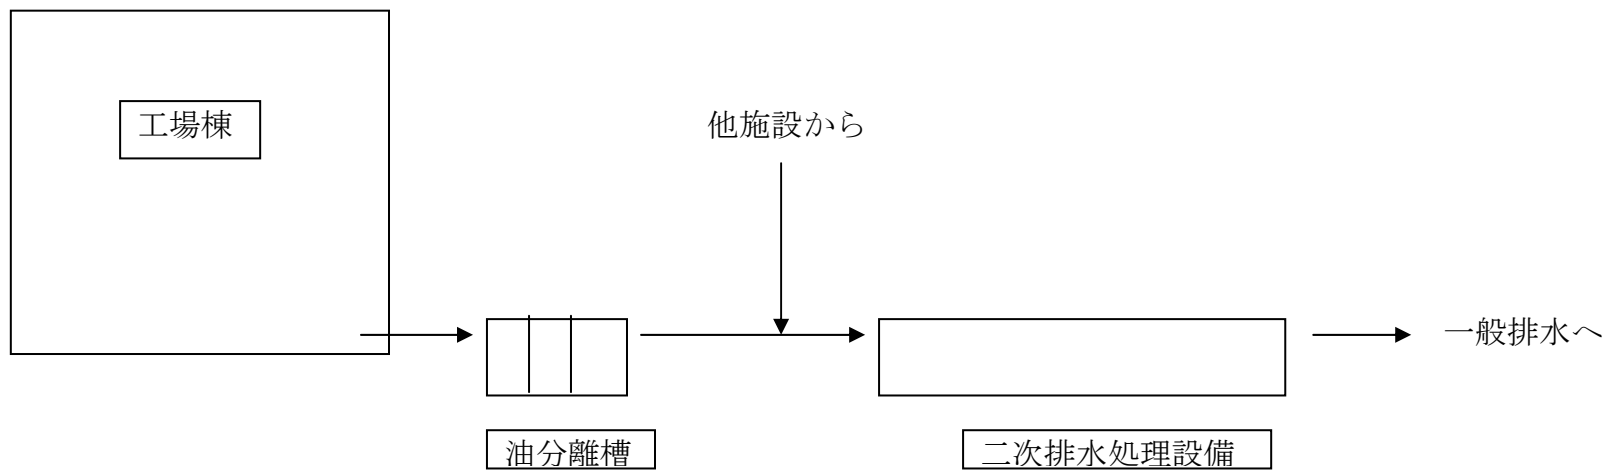 工場棟
他施設から
一般排水へ
油分離槽
二次排水処理設備